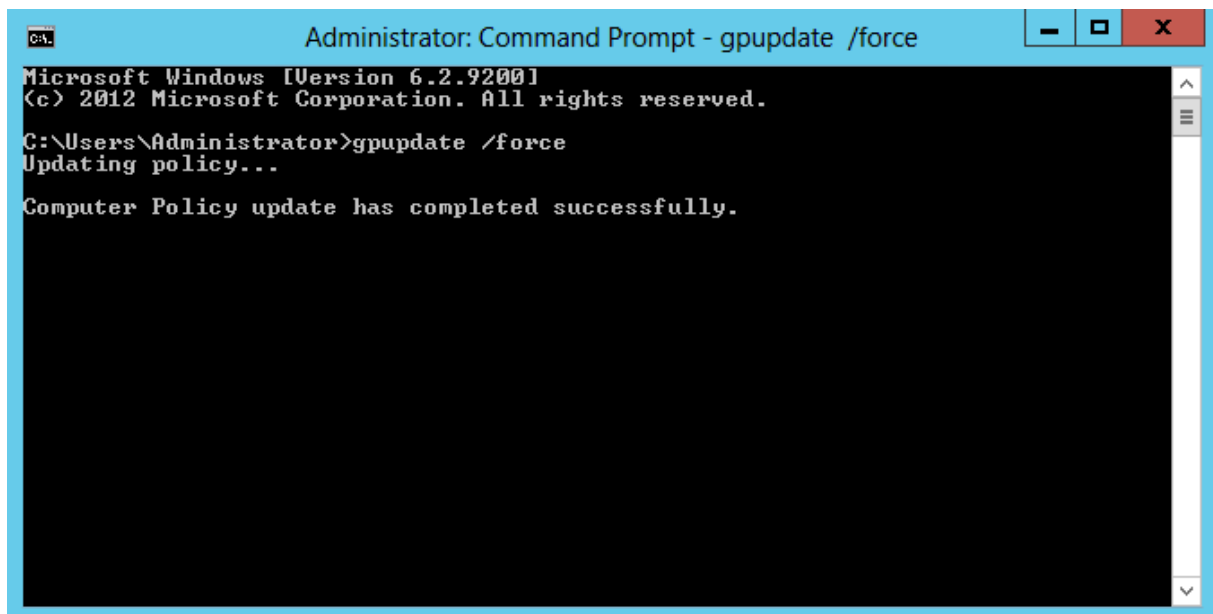 Administrator: Command Prompt - gpupdate /force
Microsoft Windows [Version 6.2.9200]
(c) 2012 Microsoft Corporation. All rights reserved.
C:\Users\Administrator>gpupdate /force
Updating policy...
Computer Policy update has completed successfully.